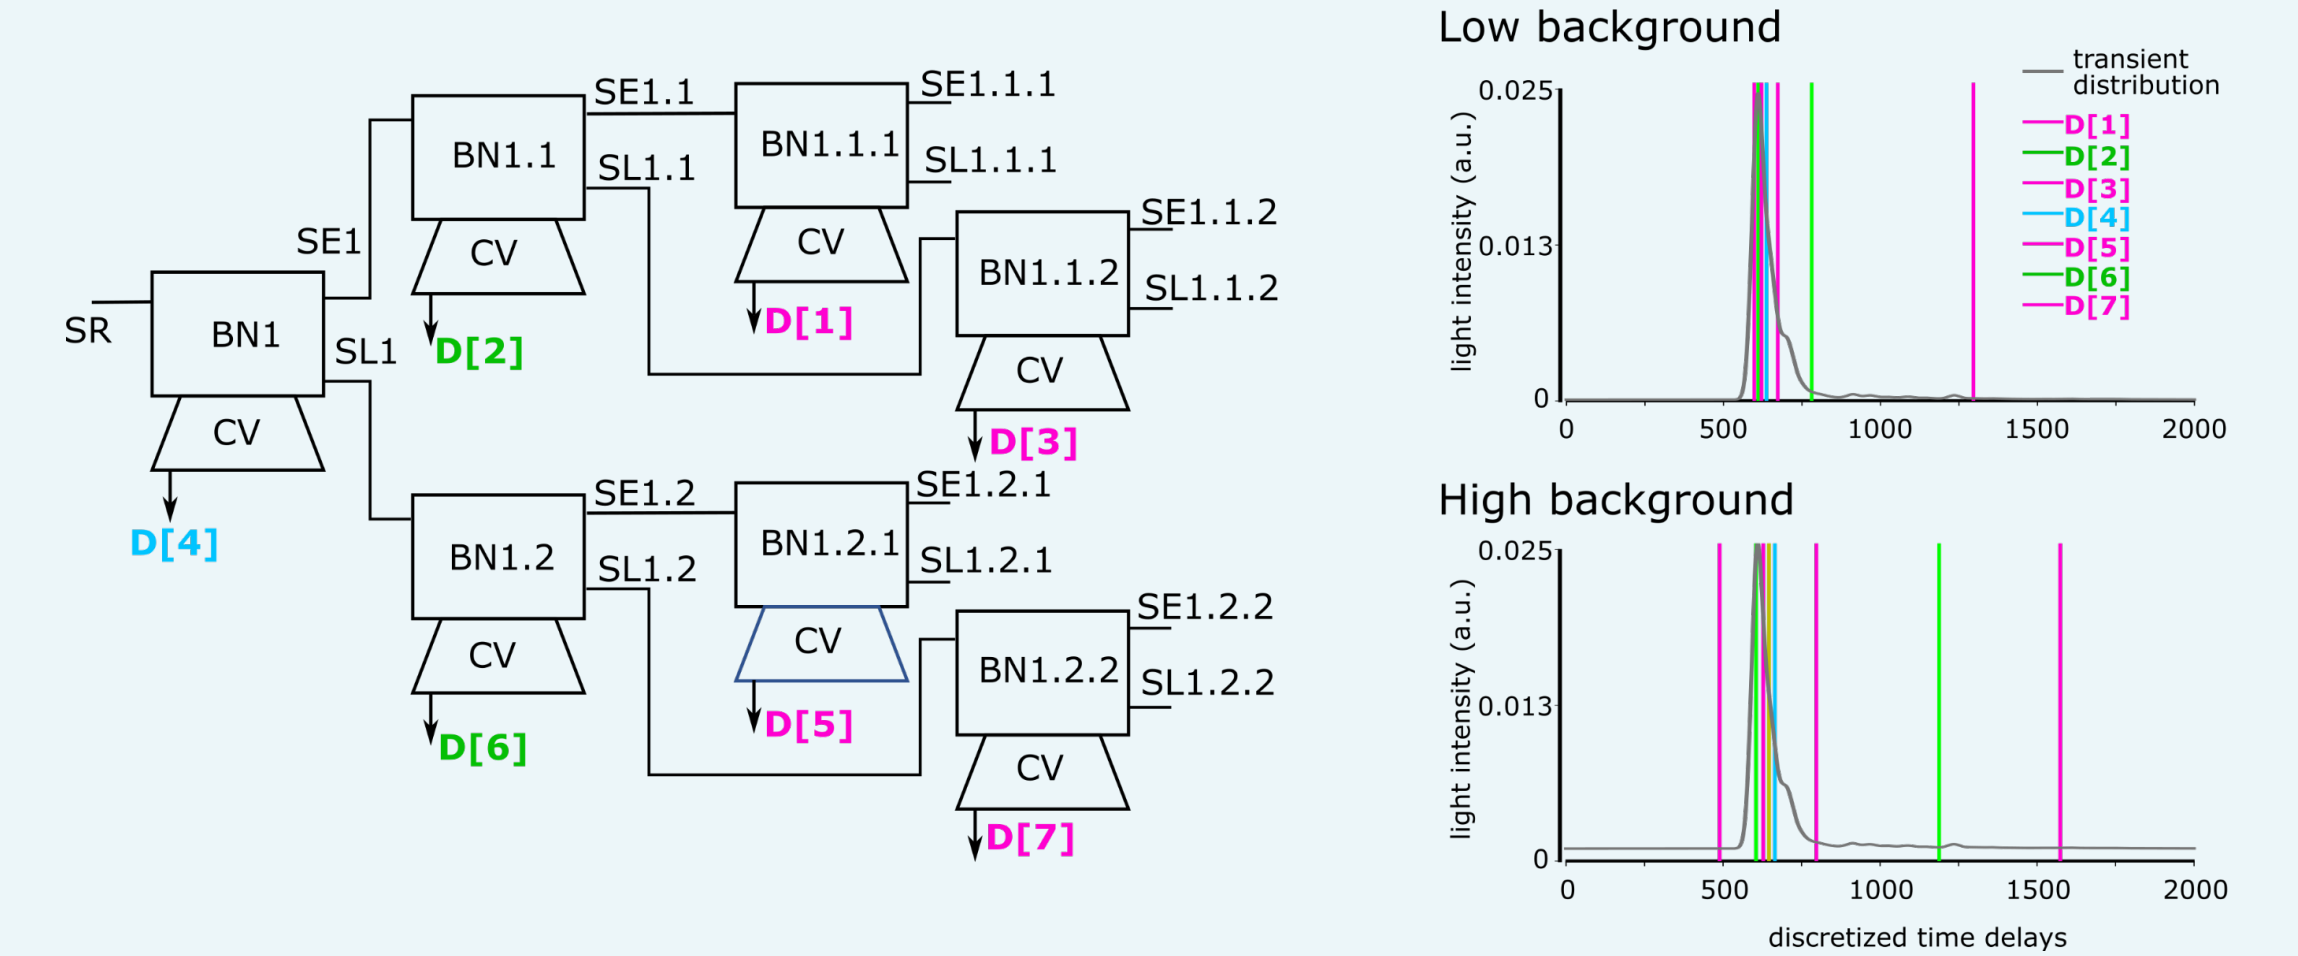 SR
BN1
CV
D[4]
SE1
SL1
BN1.1
CV
D[2]
SE1.1
SL1.1
BN1.1.1
CV
D[1]
SE1.1.1
SL1.1.1
BN1.1.2
CV
D[3]
SE1.1.2
SL1.1.2
BN1.2
CV
D[6]
SE1.2
SL1.2
BN1.2.1
CV
D[5]
SE1.2.1
SL1.2.1
BN1.2.2
CV
D[7]
SE1.2.2
SL1.2.2
Low background
light intensity (a.u.)
0.025
0.013
0
0 500 1000 1500 2000
transient
distribution
D[1]
D[2]
D[3]
D[4]
D[5]
D[6]
D[7]
High background
light intensity (a.u.)
0.025
0.013
0
0 500 1000 1500 2000
discretized time delays